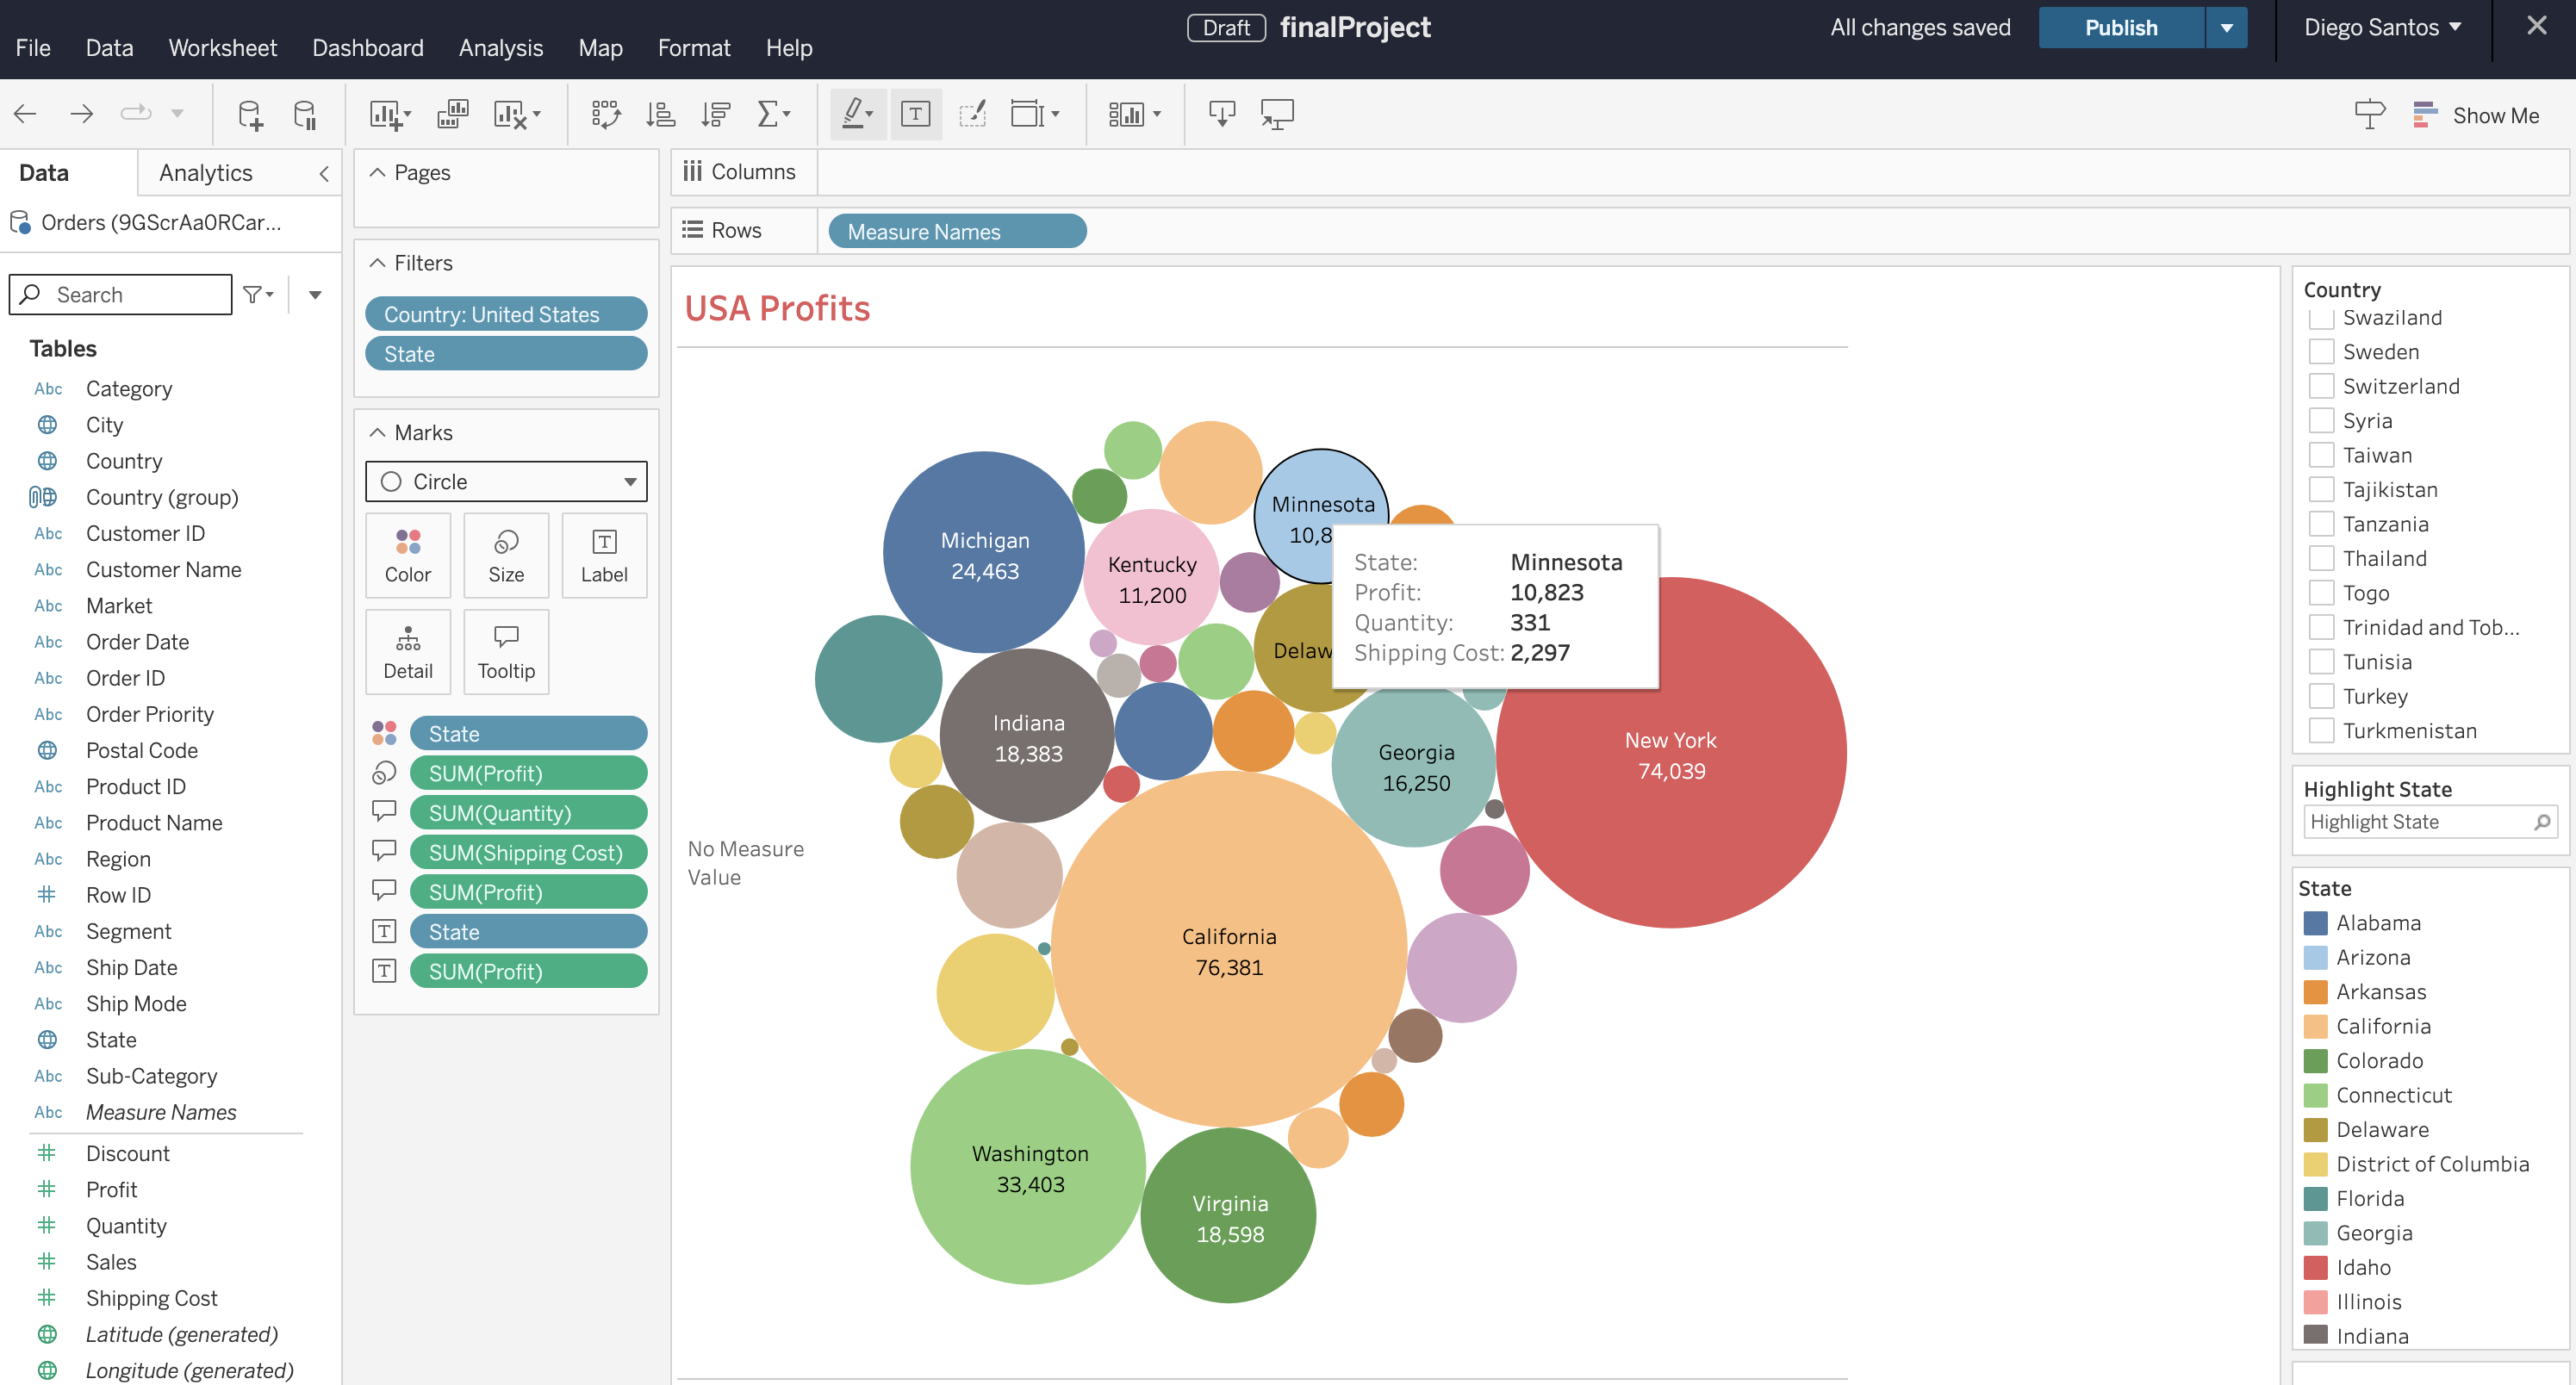 File Data Worksheet Dashboard Analysis Map Format Help
Draft finalProject
All changes saved Publish Diego Santos
Show Me
Data Analytics
Orders (9GScrAa0RCar...
Search
Tables
Abc Category
City
Country
Country (group)
Abc Customer ID
Abc Customer Name
Abc Market
Abc Order Date
Abc Order ID
Abc Order Priority
Postal Code
Abc Product ID
Abc Product Name
Abc Region
Row ID
Abc Segment
Abc Ship Date
Abc Ship Mode
State
Abc Sub-Category
Abc Measure Names
Discount
Profit
Quantity
Sales
Shipping Cost
Latitude (generated)
Longitude (generated)
Pages
Filters
Country: United States
State
Marks
Circle
Color Size T Label
Detail Tooltip
State
SUM(Profit)
SUM(Quantity)
SUM(Shipping Cost)
SUM(Profit)
T State
T SUM(Profit)
Columns
Rows Measure Names
USA Profits
Minnesota
10,8
Michigan
24,463
Kentucky
11,200
State: Minnesota
Profit: 10,823
Quantity: 331
Shipping Cost: 2,297
Delaw
Indiana
18,383
Georgia
16,250
New York
74,039
No Measure
Value
California
76,381
Washington
33,403
Virginia
18,598
Country
Swaziland
Sweden
Switzerland
Syria
Taiwan
Tajikistan
Tanzania
Thailand
Togo
Trinidad and Tob...
Tunisia
Turkey
Turkmenistan
Highlight State
Highlight State
State
Alabama
Arizona
Arkansas
California
Colorado
Connecticut
Delaware
District of Columbia
Florida
Georgia
Idaho
Illinois
Indiana